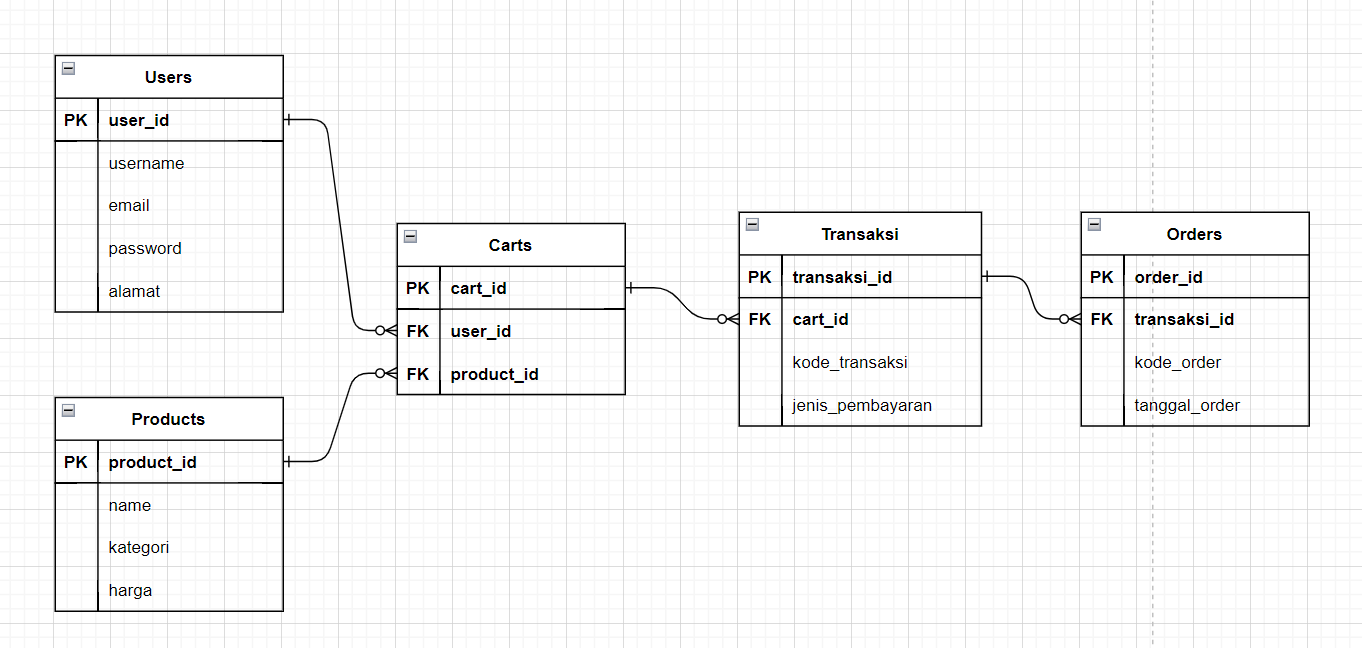 Users
PK user_id
username
email
password
alamat
Products
PK product_id
name
kategori
harga
Carts
PK cart_id
FK user_id
FK product_id
Transaksi
PK transaksi_id
FK cart_id
kode_transaksi
jenis_pembayaran
Orders
PK order_id
FK transaksi_id
kode_order
tanggal_order